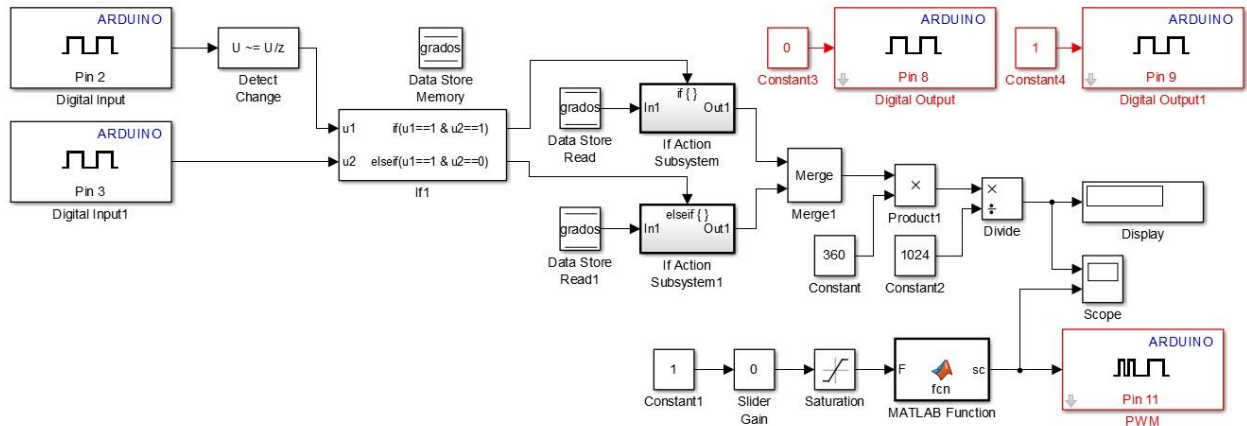 ARDUINO
Pin 2
Digital Input
U ~= U/z
Detect
Change
grados
Data Store
Memory
0
Constant3
ARDUINO
Pin 8
Digital Output
1
Constant4
ARDUINO
Pin 9
Digital Output1
ARDUINO
Pin 3
Digital Input1
u1
if(u1==1 & u2==1)
u2
elseif(u1==1 & u2==0)
If1
grados
Data Store
Read
if { }
In1
Out1
If Action
Subsystem
grados
Data Store
Read1
elseif { }
In1
Out1
If Action
Subsystem1
Merge
Merge1
×
Product1
×
÷
Divide
Display
360
Constant
1024
Constant2
Scope
1
Constant1
0
Slider
Gain
Saturation
F
fcn
sc
MATLAB Function
ARDUINO
Pin 11
PWM